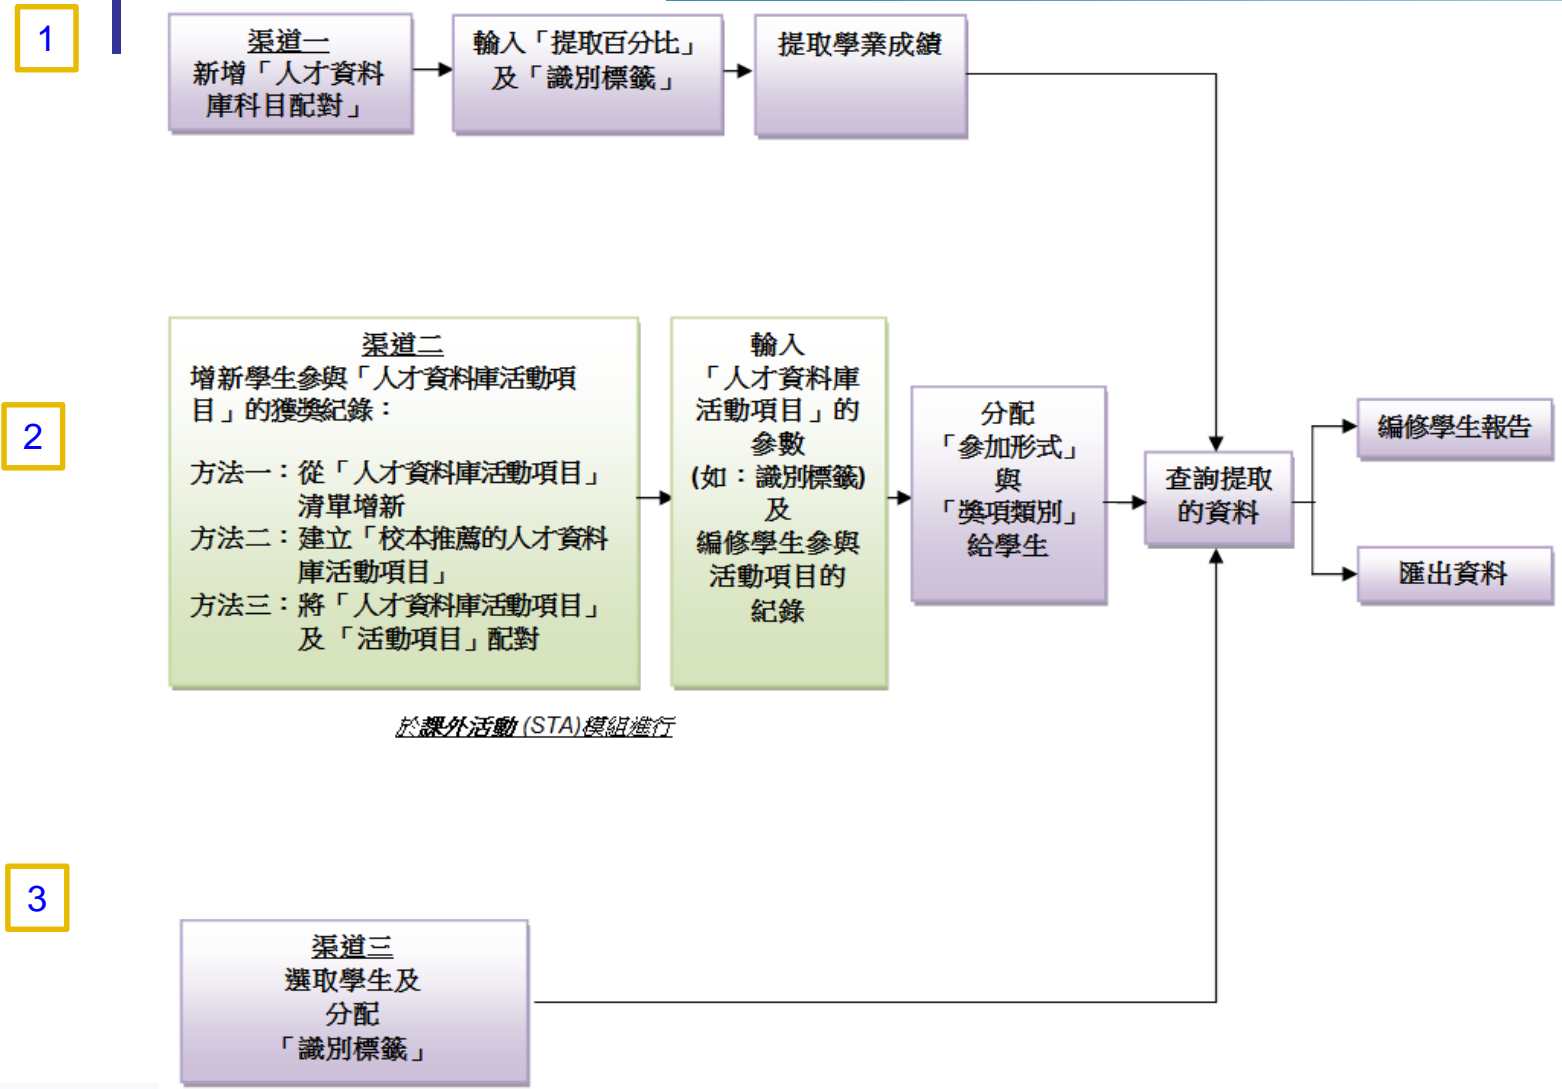 1
渠道一
新增「人才資料
庫科目配對」
輸入「提取百分比」
及「識別標籤」
提取學業成績
2
渠道二
增新學生參與「人才資料庫活動項
目」的獲獎紀錄：
方法一：從「人才資料庫活動項目」
清單增新
方法二：建立「校本推薦的人才資料
庫活動項目」
方法三：將「人才資料庫活動項目」
及「活動項目」配對
輸入
「人才資料庫
活動項目」的
參數
(如：識別標籤)
及
編修學生參與
活動項目的
紀錄
分配
「參加形式」
與
「獎項類別」
給學生
查詢提取
的資料
編修學生報告
匯出資料
於課外活動 (STA)模組進行
3
渠道三
選取學生及
分配
「識別標籤」